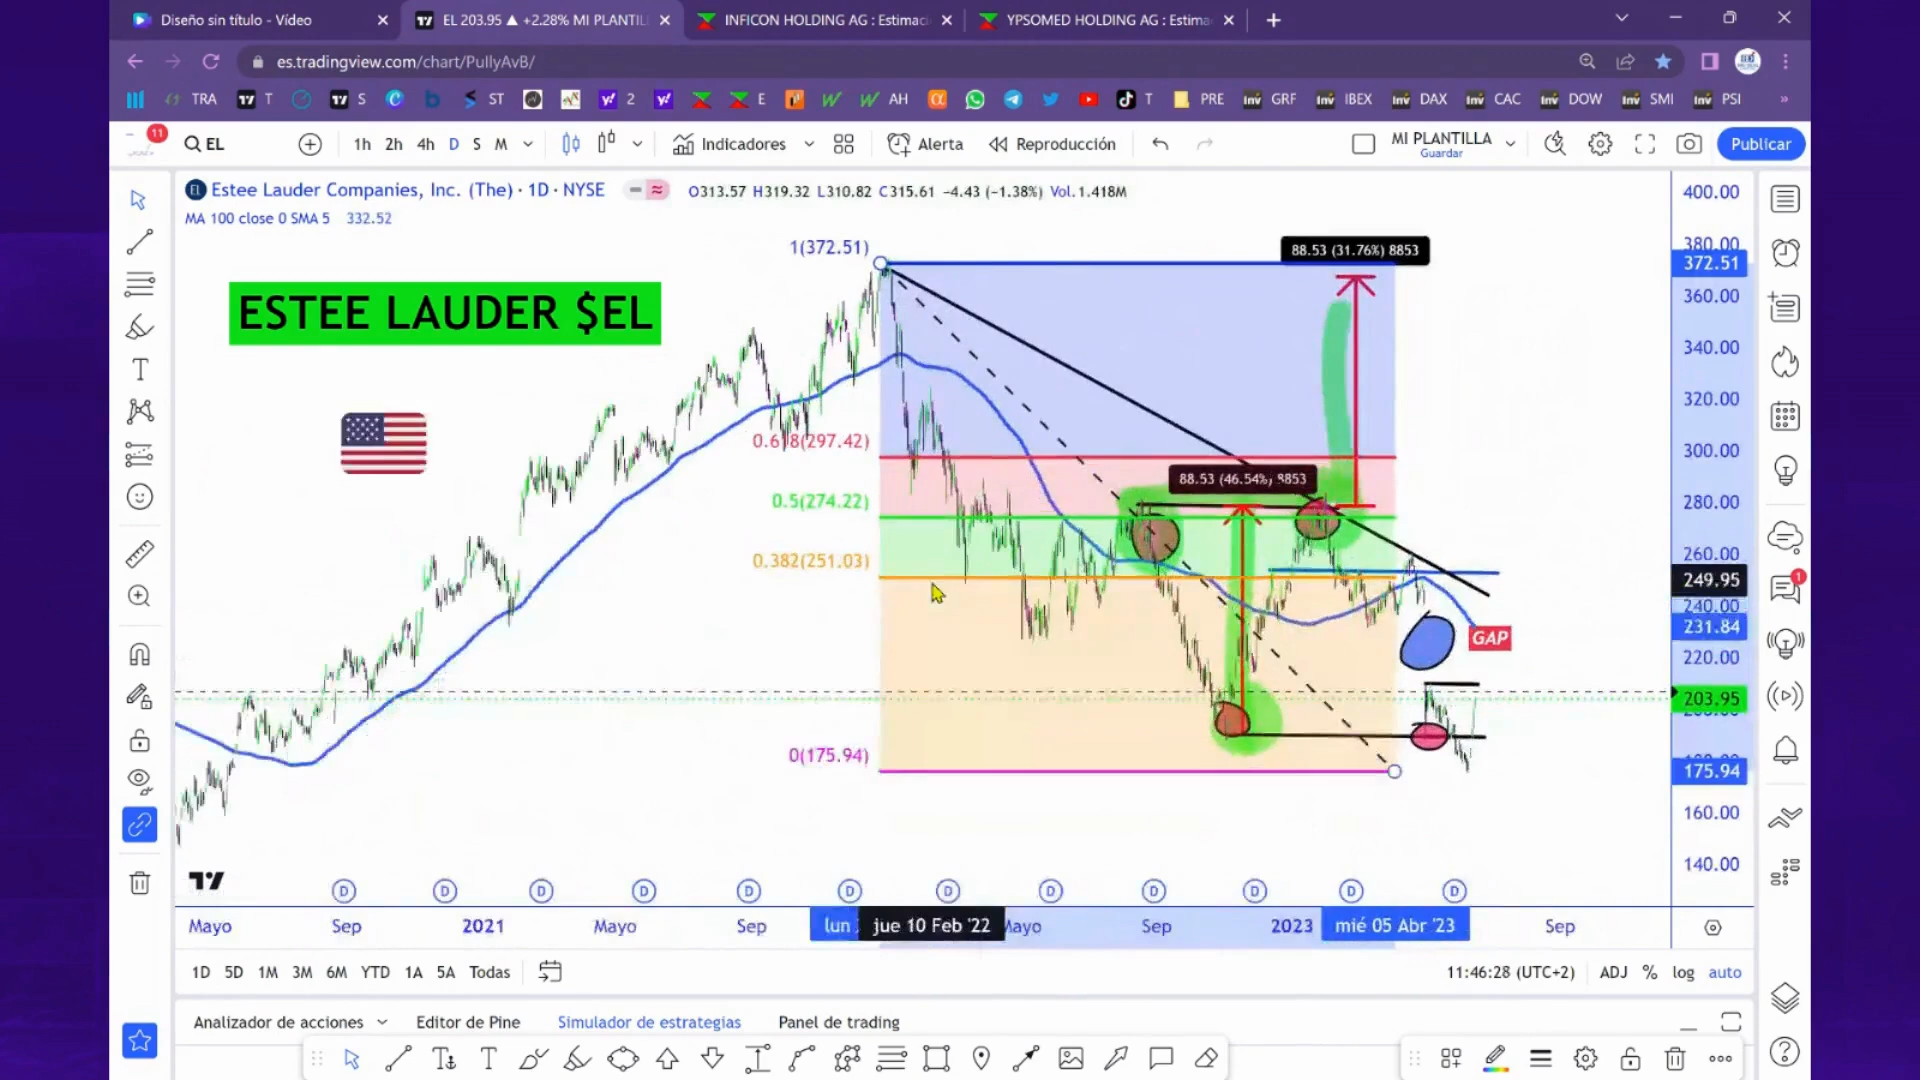 Diseño sin título - Vídeo
EL 203.95 ▲ +2.28% MI PLANTIL
INFICON HOLDING AG : Estimaci
YPSOMED HOLDING AG : Estima
es.tradingview.com/chart/PullyAvB/
TRA
T
S
ST
2
E
AH
T
PRE
GRF
IBEX
DAX
CAC
DOW
SMI
PSI
»
11
EL
1h 2h 4h D S M
Indicadores
Alerta
Reproducción
MI PLANTILLA
Guardar
Publicar
Estee Lauder Companies, Inc. (The) · 1D · NYSE
O313.57 H319.32 L310.82 C315.61 −4.43 (−1.38%) Vol. 1.418M
MA 100 close 0 SMA 5 332.52
ESTEE LAUDER $EL
1(372.51)
0.618(297.42)
0.5(274.22)
0.382(251.03)
0(175.94)
88.53 (31.76%) 8853
88.53 (46.54%) 8853
GAP
400.00
380.00
372.51
360.00
340.00
320.00
300.00
280.00
260.00
249.95
240.00
231.84
220.00
203.95
175.94
160.00
140.00
1
D D D D D D D D D D D D
Mayo Sep 2021 Mayo Sep lun jue 10 Feb '22 Mayo Sep 2023 mié 05 Abr '23 Sep
1D 5D 1M 3M 6M YTD 1A 5A Todas
11:46:28 (UTC+2) ADJ % log auto
Analizador de acciones
Editor de Pine
Simulador de estrategias
Panel de trading